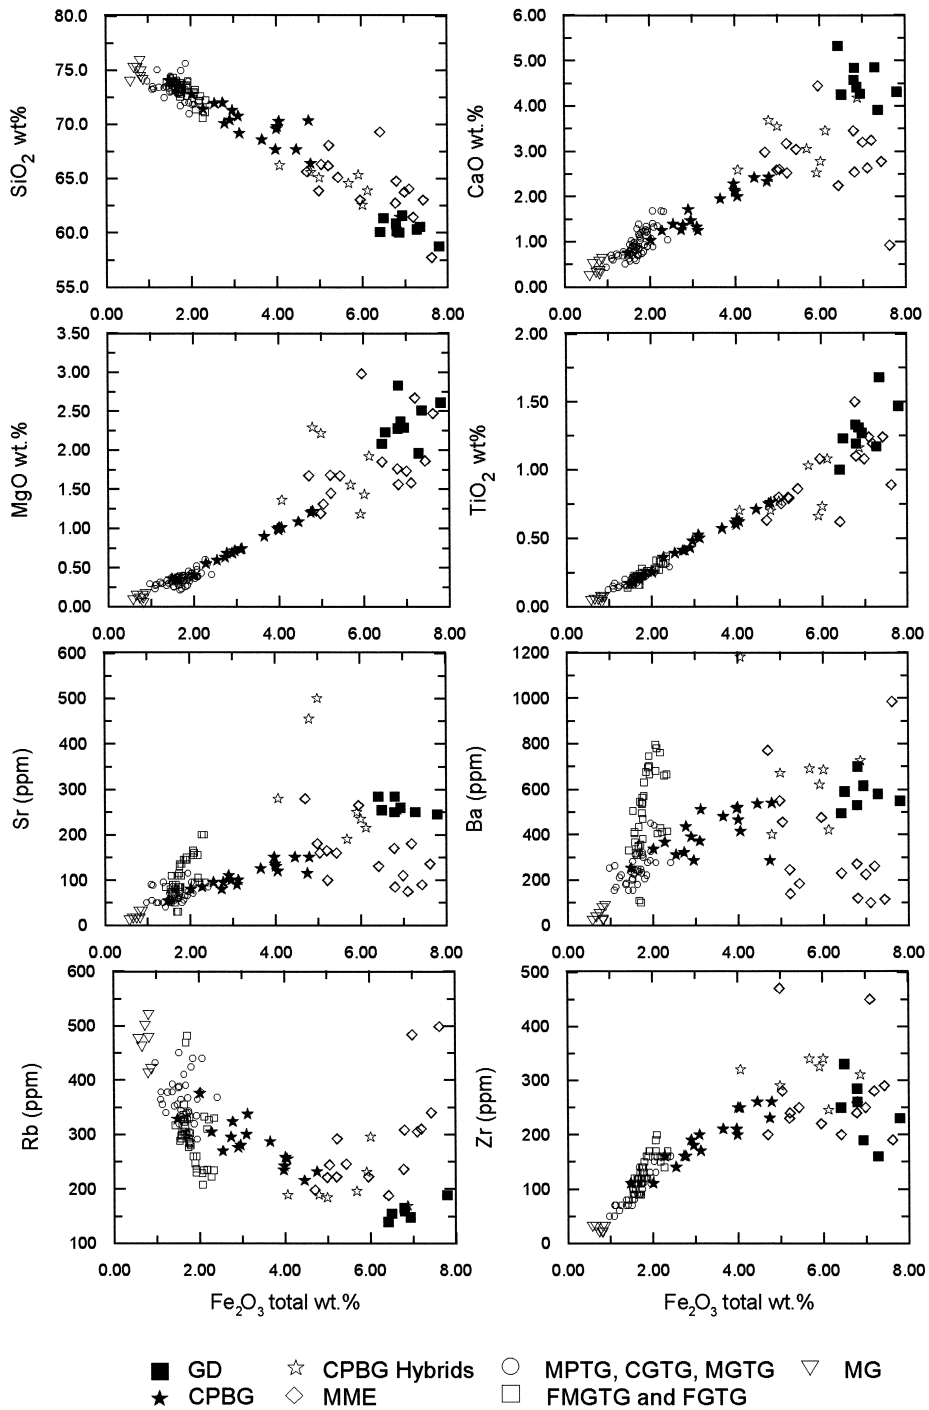 80.0
75.0
70.0
65.0
60.0
55.0
SiO2 wt%
0.00 2.00 4.00 6.00 8.00
6.00
5.00
4.00
3.00
2.00
1.00
0.00
CaO wt.%
0.00 2.00 4.00 6.00 8.00
3.50
3.00
2.50
2.00
1.50
1.00
0.50
0.00
MgO wt.%
0.00 2.00 4.00 6.00 8.00
2.00
1.50
1.00
0.50
0.00
TiO2 wt%
0.00 2.00 4.00 6.00 8.00
600
500
400
300
200
100
0
Sr (ppm)
0.00 2.00 4.00 6.00 8.00
1200
1000
800
600
400
200
0
Ba (ppm)
0.00 2.00 4.00 6.00 8.00
600
500
400
300
200
100
Rb (ppm)
0.00 2.00 4.00 6.00 8.00
Fe2O3 total wt.%
500
400
300
200
100
0
Zr (ppm)
0.00 2.00 4.00 6.00 8.00
Fe2O3 total wt.%
GD CPBG Hybrids MPTG, CGTG, MGTG MG
CPBG MME FMGTG and FGTG